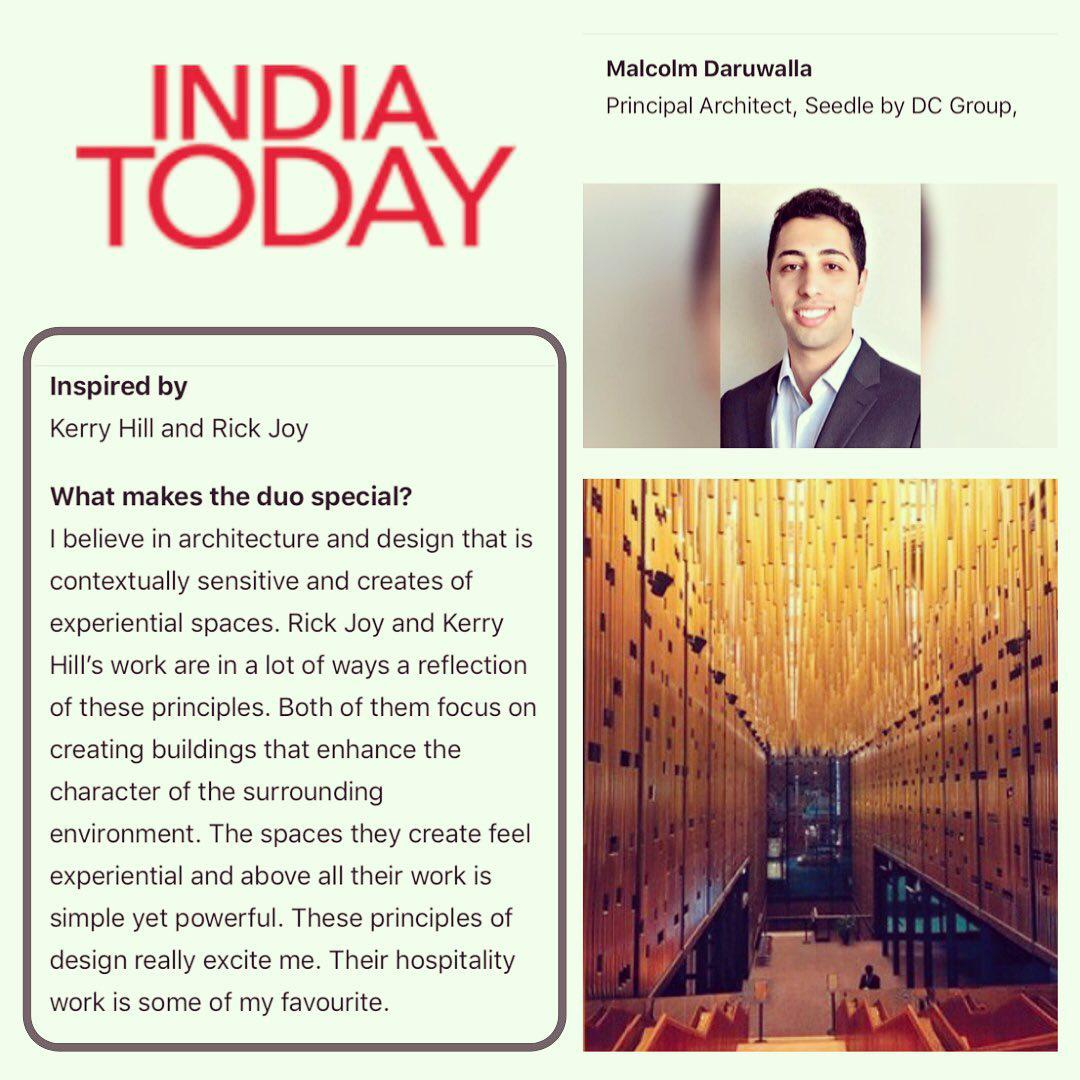 INDIA
TODAY
Malcolm Daruwalla
Principal Architect, Seedle by DC Group,
Inspired by
Kerry Hill and Rick Joy
What makes the duo special?
I believe in architecture and design that is
contextually sensitive and creates of
experiential spaces. Rick Joy and Kerry
Hill’s work are in a lot of ways a reflection
of these principles. Both of them focus on
creating buildings that enhance the
character of the surrounding
environment. The spaces they create feel
experiential and above all their work is
simple yet powerful. These principles of
design really excite me. Their hospitality
work is some of my favourite.